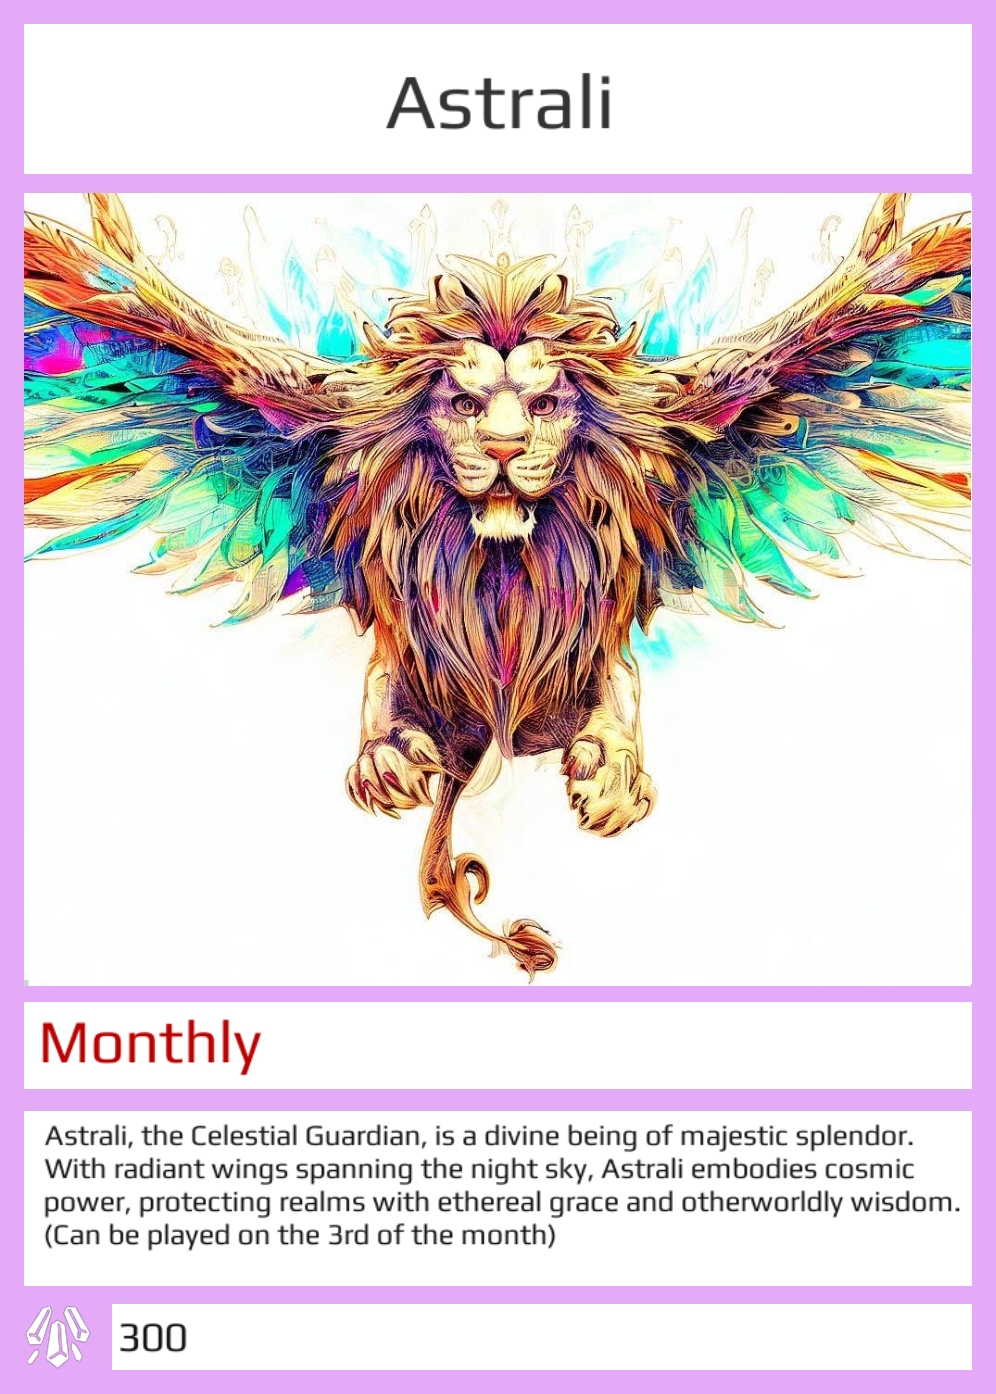 Astrali
Monthly
Astrali, the Celestial Guardian, is a divine being of majestic splendor.
With radiant wings spanning the night sky, Astrali embodies cosmic
power, protecting realms with ethereal grace and otherworldly wisdom.
(Can be played on the 3rd of the month)
300